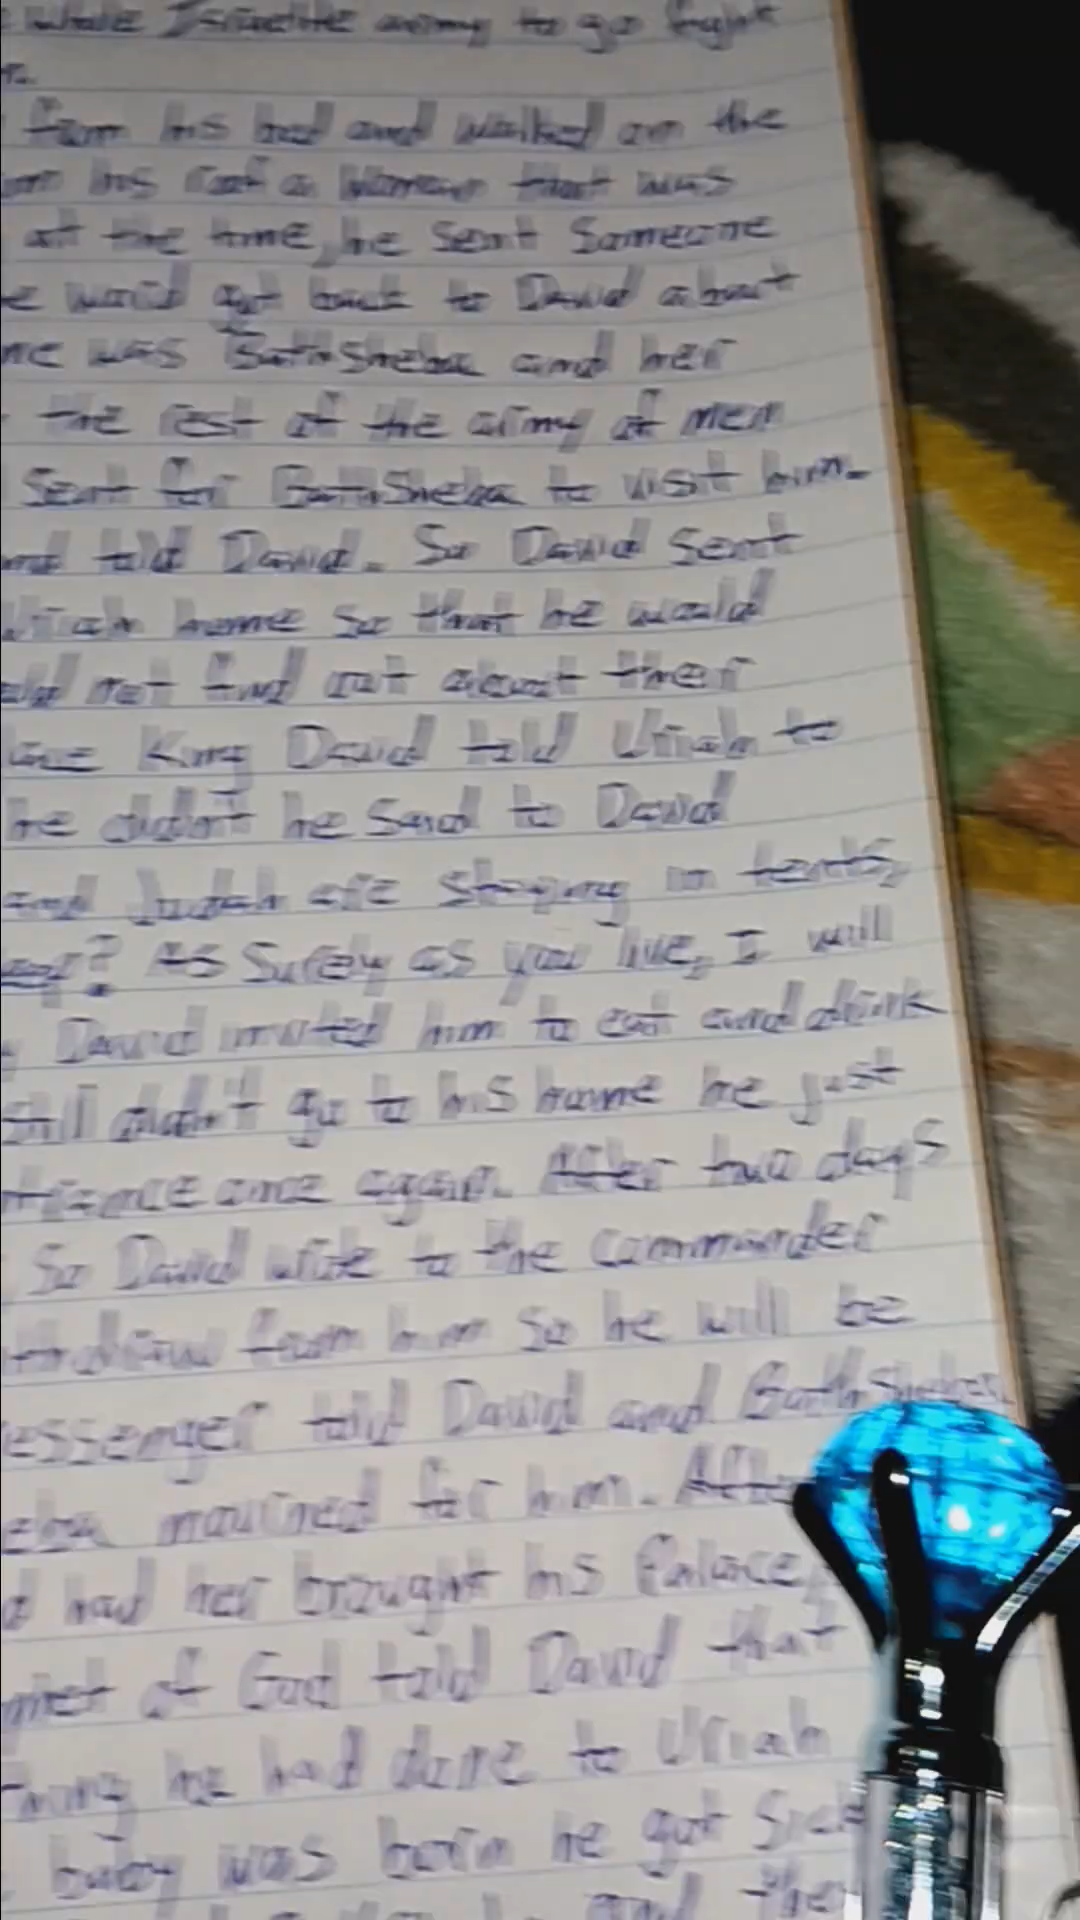 whole Israelite army to go fight
from his bed and walked on the
his roof a woman that was
at the time, he sent someone
would get back to David about
was Bathsheba and her
the rest of the army of men
sent for Bathsheba to visit him.
told David. So David sent
home so that he would
not find out about their
King David told Uriah to
he didn't he said to David
and Judah are staying in tents,
As surely as you live, I will
David invited him to eat and drink
still didn't go to his home he just
once again. After two days
So David wrote to the commander
from him so he will be
told David and Bathsheba
mourned for him.
had her brought his Palace,
of God told David that
he had done to Uriah
baby was born he got
and